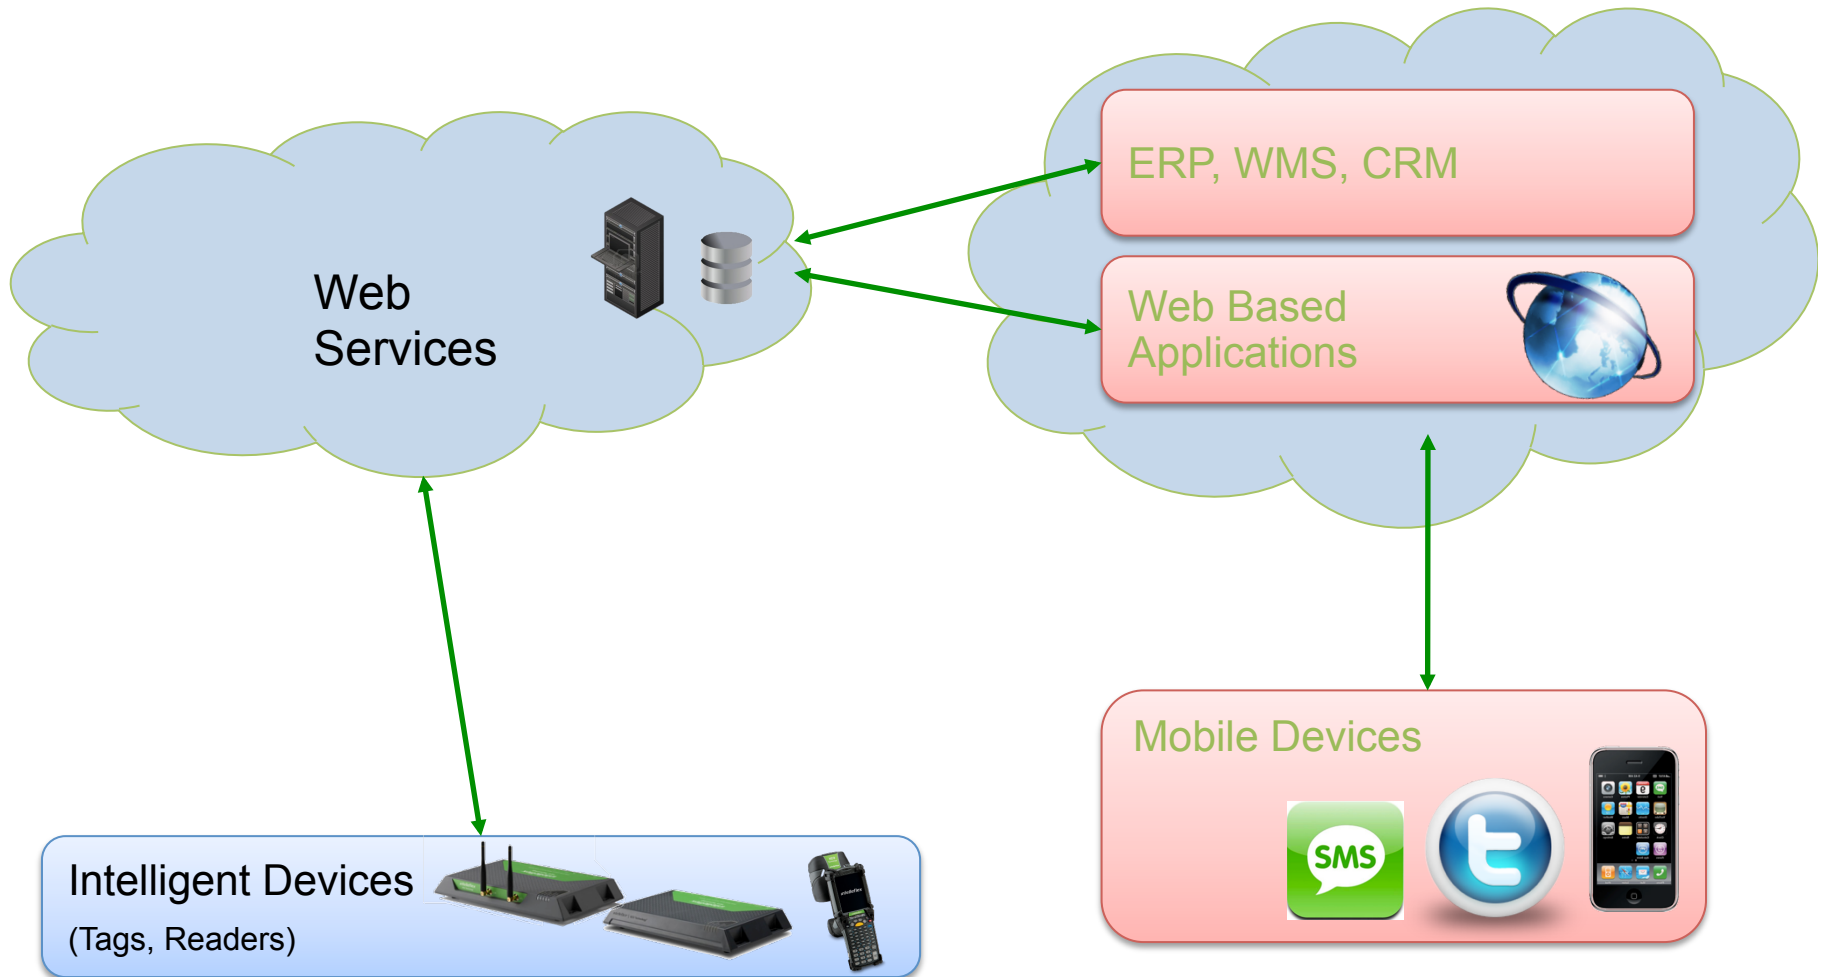 ERP, WMS, CRM
Web
Services
Web Based
Applications
Mobile Devices
SMS
t
Intelligent Devices
(Tags, Readers)